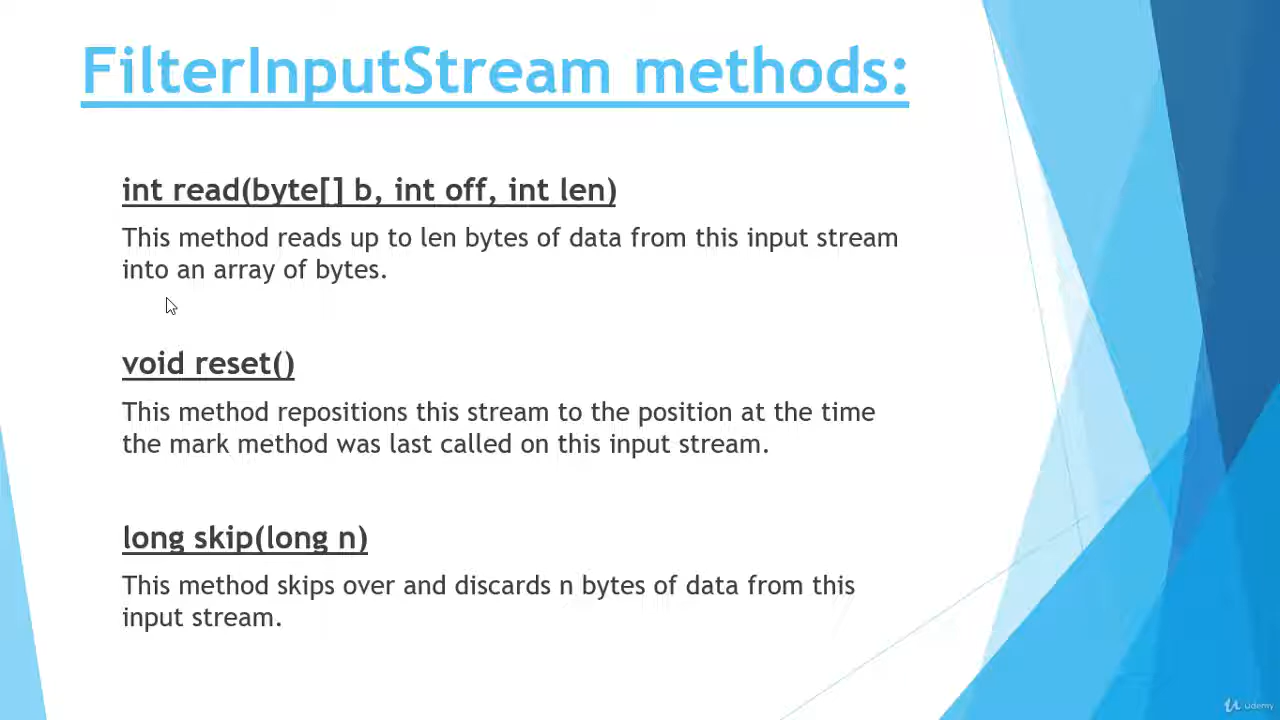 FilterInputStream methods:
int read(byte[] b, int off, int len)
This method reads up to len bytes of data from this input stream
into an array of bytes.
void reset()
This method repositions this stream to the position at the time
the mark method was last called on this input stream.
long skip(long n)
This method skips over and discards n bytes of data from this
input stream.
Udemy